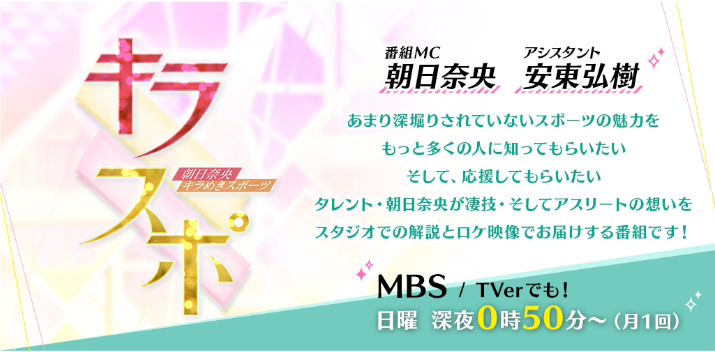 キラスポ
朝日奈央
キラめきスポーツ
番組MC
朝日奈央
アシスタント
安東弘樹
あまり深堀りされていないスポーツの魅力を
もっと多くの人に知ってもらいたい
そして、応援してもらいたい
タレント・朝日奈央が凄技・そしてアスリートの想いを
スタジオでの解説とロケ映像でお届けする番組です!
MBS / TVerでも!
日曜 深夜0時50分~(月1回)